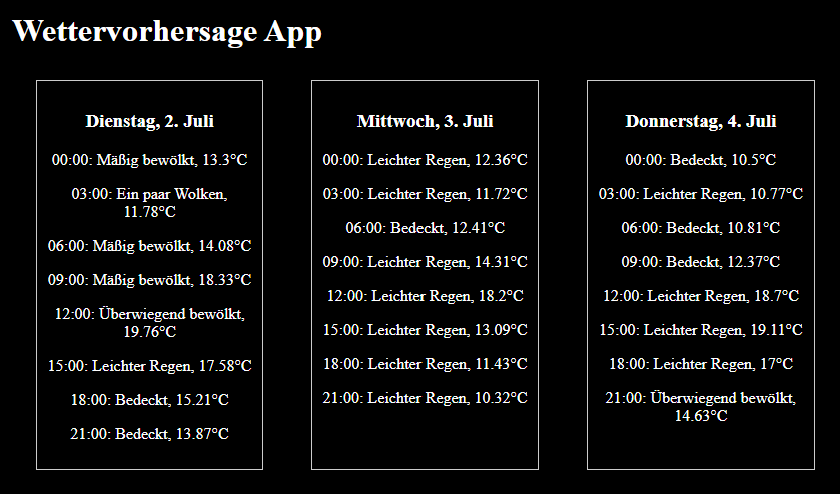 Wettervorhersage App
Dienstag, 2. Juli
00:00: Mäßig bewölkt, 13.3°C
03:00: Ein paar Wolken,
11.78°C
06:00: Mäßig bewölkt, 14.08°C
09:00: Mäßig bewölkt, 18.33°C
12:00: Überwiegend bewölkt,
19.76°C
15:00: Leichter Regen, 17.58°C
18:00: Bedeckt, 15.21°C
21:00: Bedeckt, 13.87°C
Mittwoch, 3. Juli
00:00: Leichter Regen, 12.36°C
03:00: Leichter Regen, 11.72°C
06:00: Bedeckt, 12.41°C
09:00: Leichter Regen, 14.31°C
12:00: Leichter Regen, 18.2°C
15:00: Leichter Regen, 13.09°C
18:00: Leichter Regen, 11.43°C
21:00: Leichter Regen, 10.32°C
Donnerstag, 4. Juli
00:00: Bedeckt, 10.5°C
03:00: Leichter Regen, 10.77°C
06:00: Bedeckt, 10.81°C
09:00: Bedeckt, 12.37°C
12:00: Leichter Regen, 18.7°C
15:00: Leichter Regen, 19.11°C
18:00: Leichter Regen, 17°C
21:00: Überwiegend bewölkt,
14.63°C